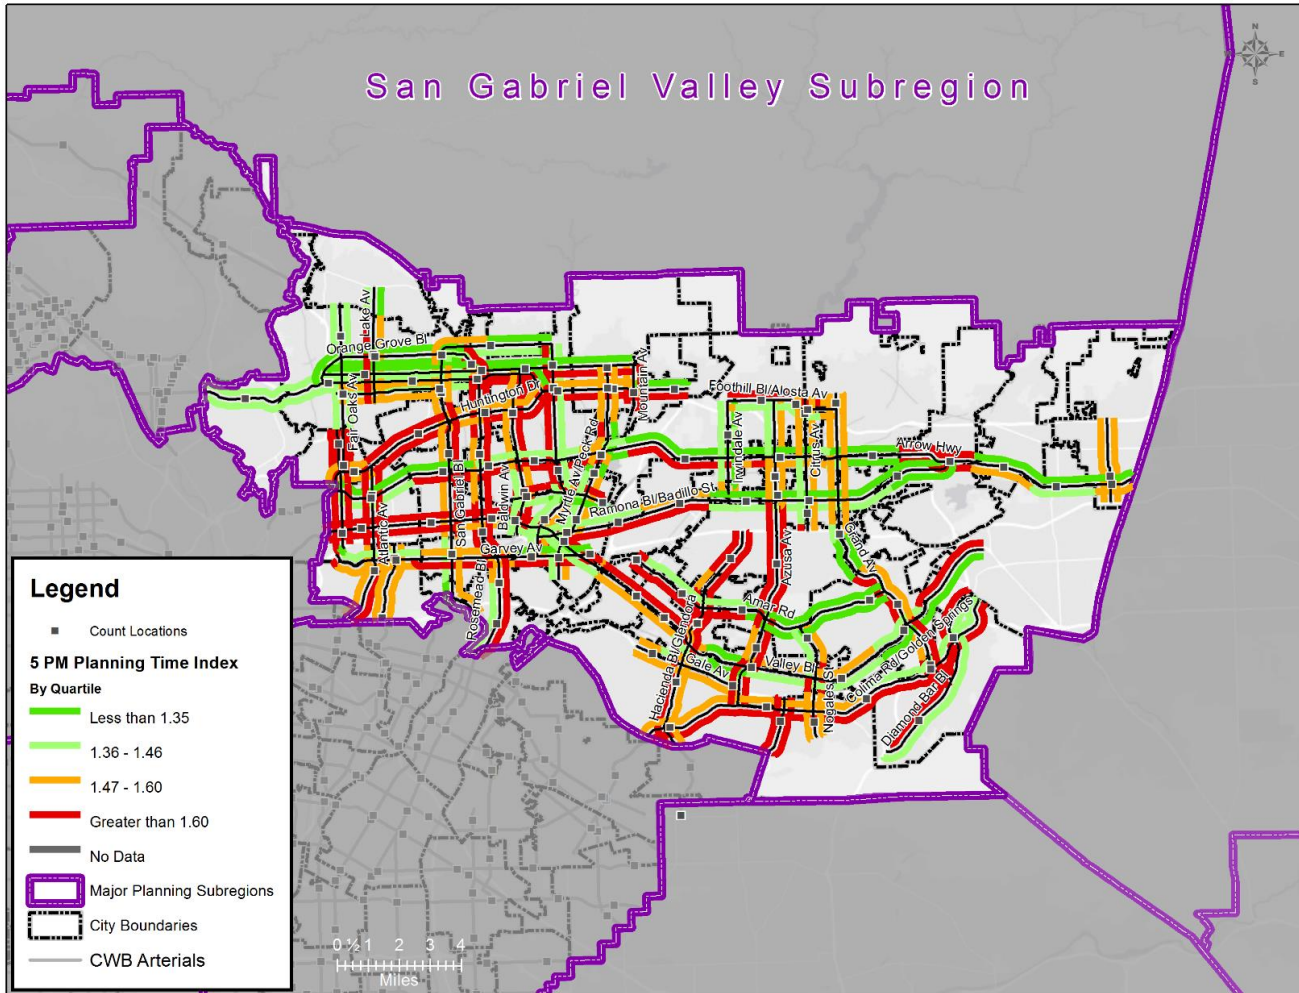 San Gabriel Valley Subregion
N
W
E
S
Lake Av
Orange Grove Bl
Fair Oaks Av
Huntington Dr
Mountain Av
Foothill Bl/Alosta Av
Irwindale Av
Citrus Av
Arrow Hwy
San Gabriel Bl
Baldwin Av
Myrtle Av/Peck Rd
Ramona Bl/Badillo St
Atlantic Av
Garvey Av
Rosemead Bl
Azusa Av
Grand Av
Amar Rd
Hacienda Bl/Glendora
Gale Av
Valley Bl
Nogales St
Colima Rd/Golden Springs
Diamond Bar Bl
Legend
Count Locations
5 PM Planning Time Index
By Quartile
Less than 1.35
1.36 - 1.46
1.47 - 1.60
Greater than 1.60
No Data
Major Planning Subregions
City Boundaries
CWB Arterials
0 ½ 1 2 3 4
Miles